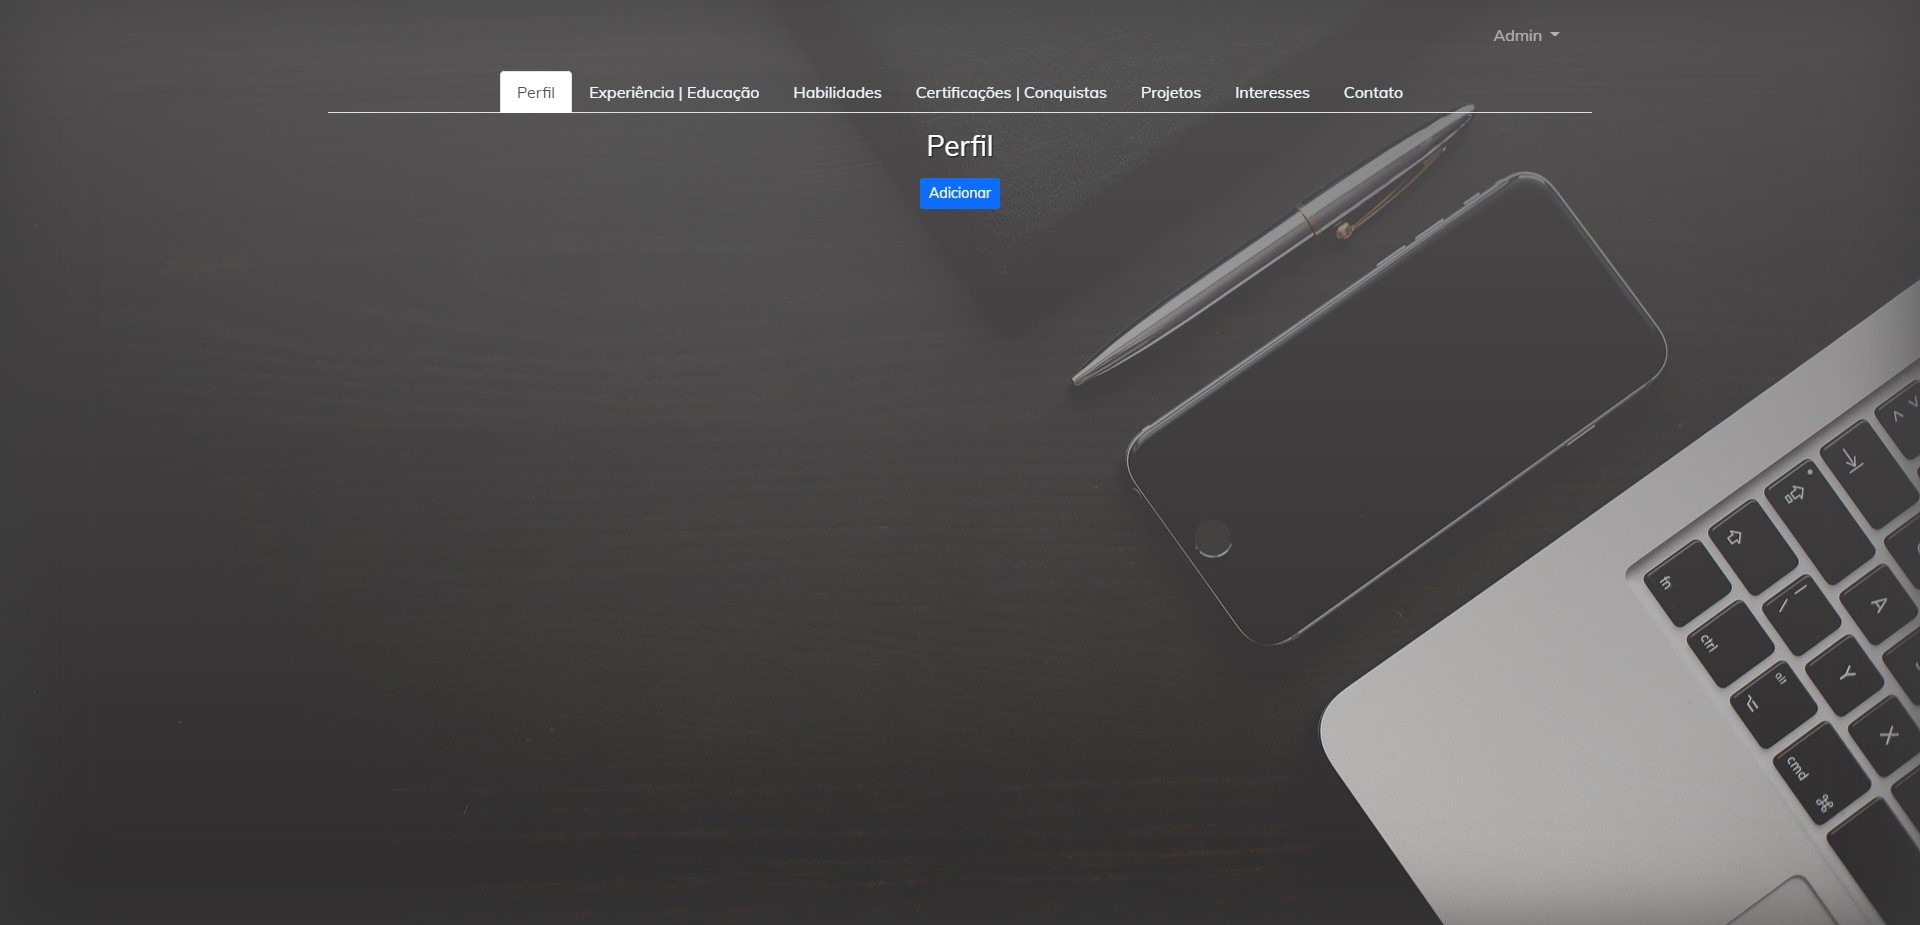 Admin
Perfil Experiência | Educação Habilidades Certificações | Conquistas Projetos Interesses Contato
Perfil
Adicionar
fn
ctrl
alt
cmd ⌘
A
Y
X